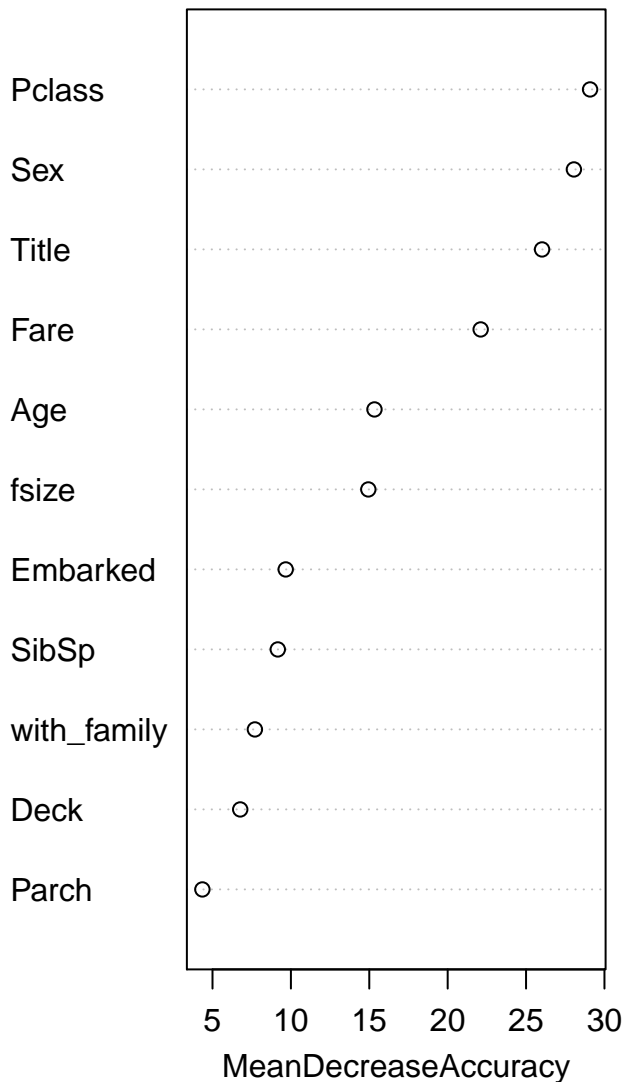 Pclass
Sex
Title
Fare
Age
fsize
Embarked
SibSp
with_family
Deck
Parch
5 10 15 20 25 30
MeanDecreaseAccuracy